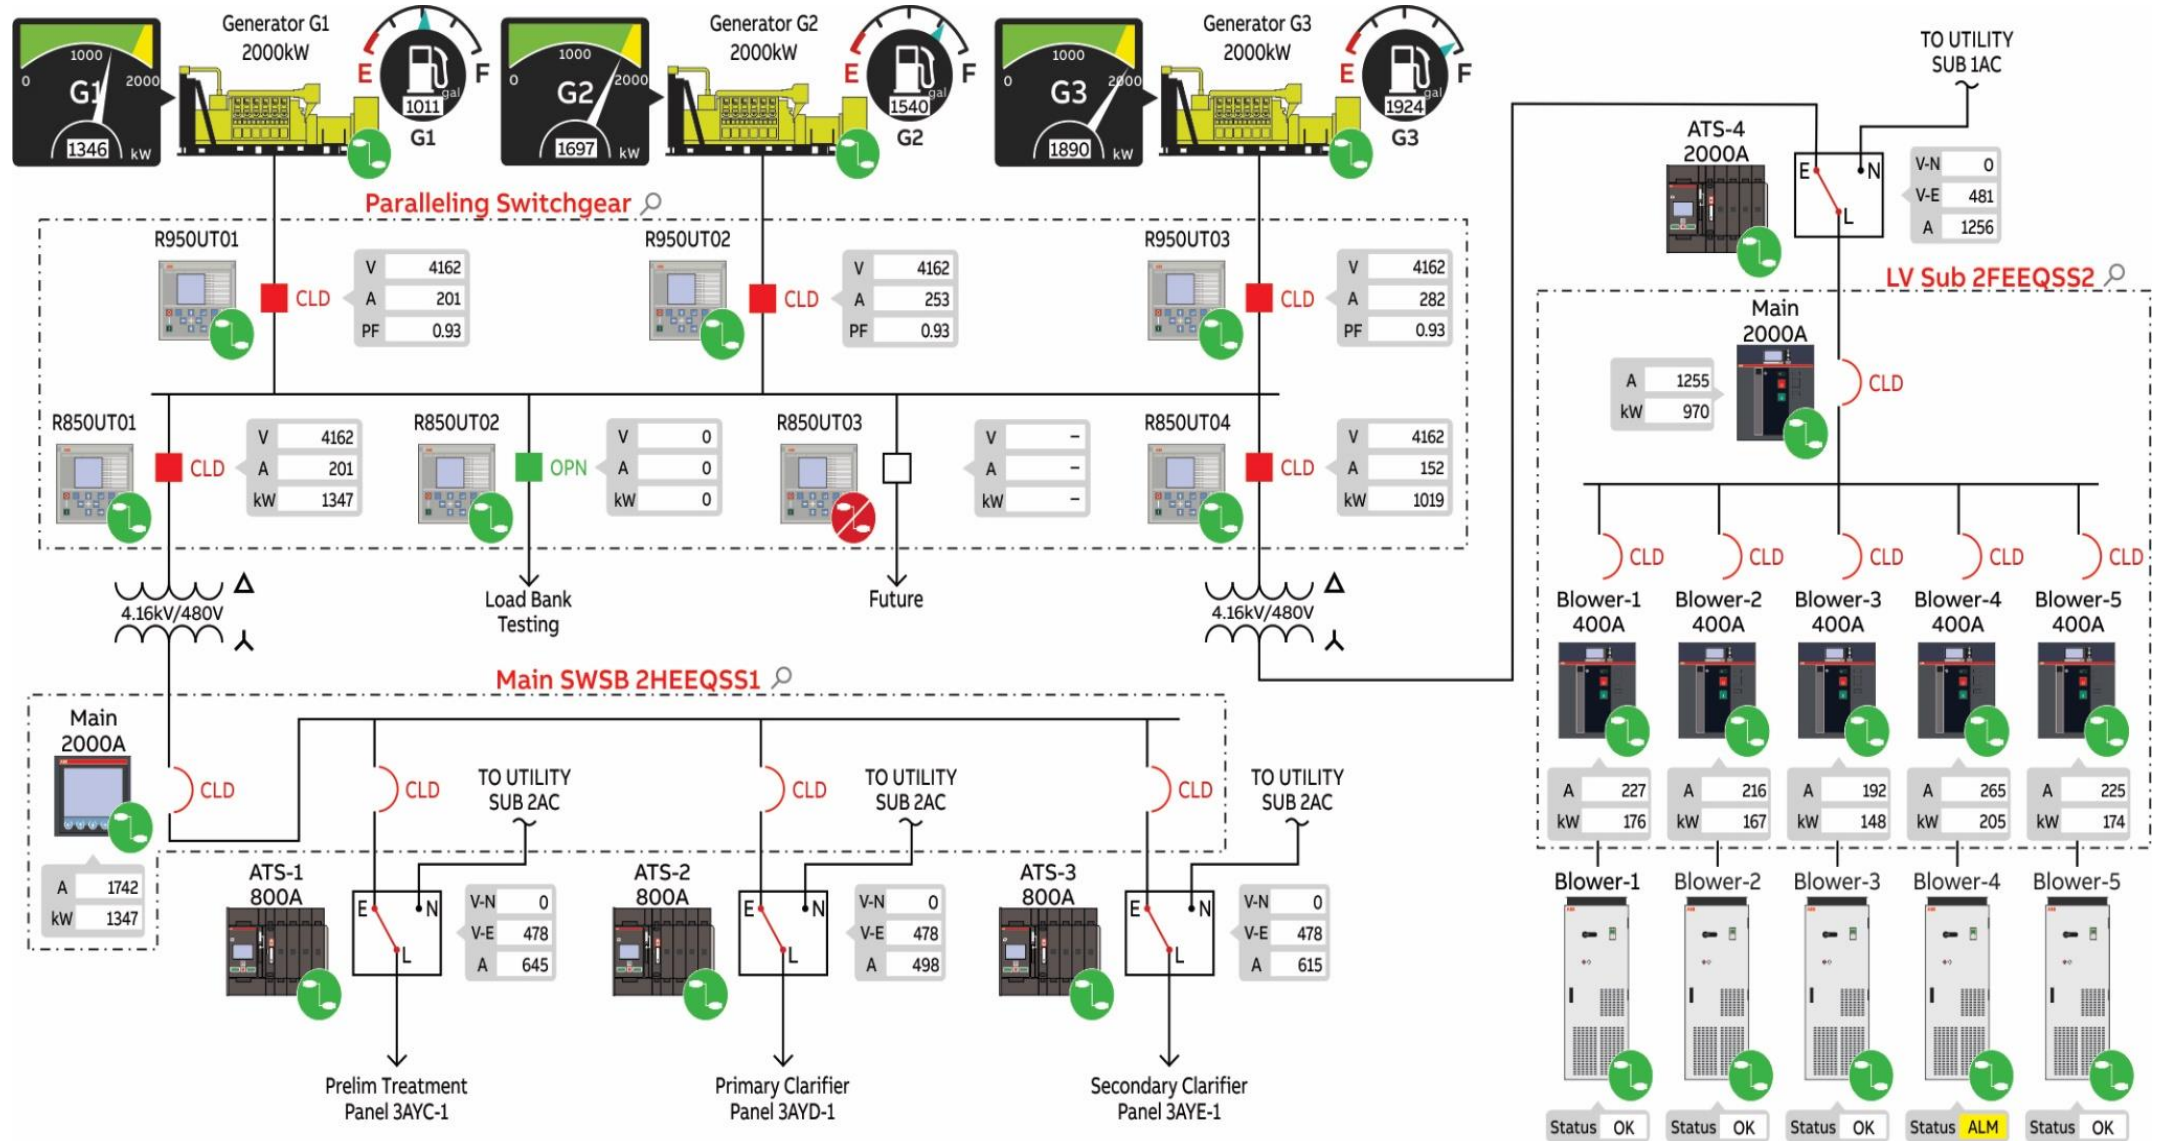 Generator G1
2000kW
0
1000
2000
G1
1346
kW
E
F
gal
1011
G1
Generator G2
2000kW
0
1000
2000
G2
1697
kW
E
F
gal
1540
G2
Generator G3
2000kW
0
1000
2000
G3
1890
kW
E
F
gal
1924
G3
TO UTILITY
SUB 1AC
ATS-4
2000A
E
N
L
V-N 0
V-E 481
A 1256
Paralleling Switchgear
R950UT01
CLD
V 4162
A 201
PF 0.93
R950UT02
CLD
V 4162
A 253
PF 0.93
R950UT03
CLD
V 4162
A 282
PF 0.93
R850UT01
CLD
V 4162
A 201
kW 1347
R850UT02
OPN
V 0
A 0
kW 0
R850UT03
V –
A –
kW –
R850UT04
CLD
V 4162
A 152
kW 1019
4.16kV/480V
Load Bank
Testing
Future
4.16kV/480V
LV Sub 2FEEQSS2
Main
2000A
A 1255
kW 970
CLD
CLD
CLD
CLD
CLD
CLD
Blower-1
400A
Blower-2
400A
Blower-3
400A
Blower-4
400A
Blower-5
400A
A 227
kW 176
A 216
kW 167
A 192
kW 148
A 265
kW 205
A 225
kW 174
Blower-1
Blower-2
Blower-3
Blower-4
Blower-5
Status OK
Status OK
Status OK
Status ALM
Status OK
Main SWSB 2HEEQSS1
Main
2000A
CLD
A 1742
kW 1347
CLD
TO UTILITY
SUB 2AC
CLD
TO UTILITY
SUB 2AC
CLD
TO UTILITY
SUB 2AC
ATS-1
800A
E
N
L
V-N 0
V-E 478
A 645
ATS-2
800A
E
N
L
V-N 0
V-E 478
A 498
ATS-3
800A
E
N
L
V-N 0
V-E 478
A 615
Prelim Treatment
Panel 3AYC-1
Primary Clarifier
Panel 3AYD-1
Secondary Clarifier
Panel 3AYE-1